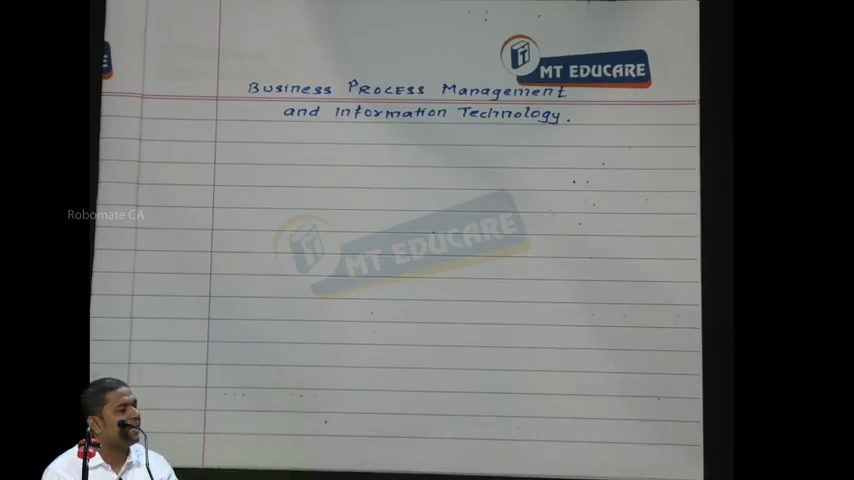 MT EDUCARE
Business Process Management
and Information Technology.
Robomate CA
MT EDUCARE